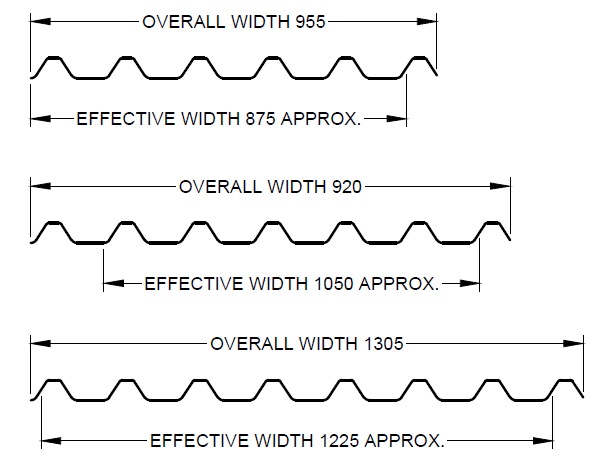 OVERALL WIDTH 955
EFFECTIVE WIDTH 875 APPROX.
OVERALL WIDTH 920
EFFECTIVE WIDTH 1050 APPROX.
OVERALL WIDTH 1305
EFFECTIVE WIDTH 1225 APPROX.